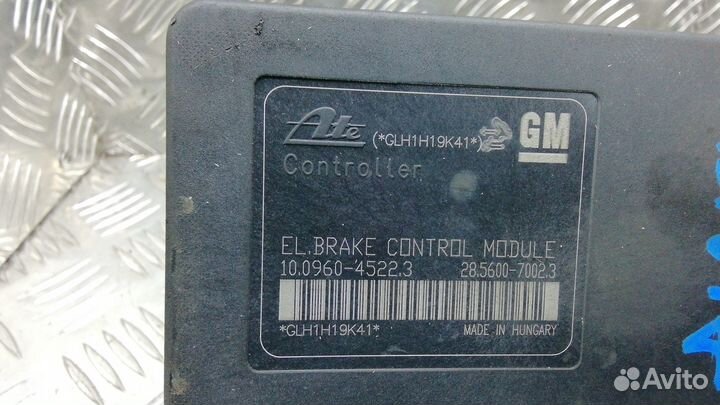 Ate (*GLH1H19K41*) GM
Controller
EL.BRAKE CONTROL MODULE
10.0960-4522.3 28.5600-7002.3
*GLH1H19K41* MADE IN HUNGARY
Avito